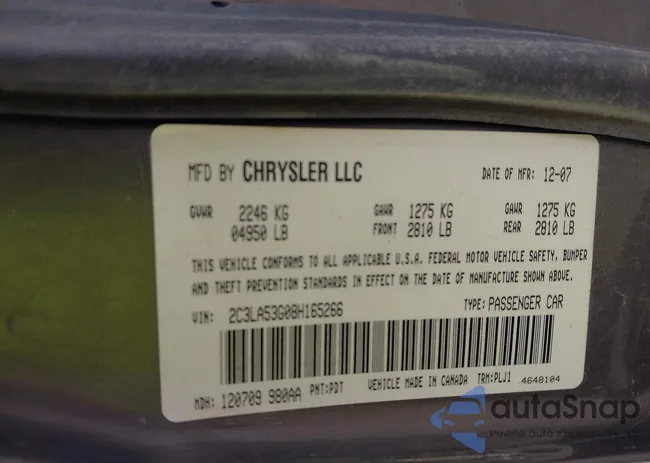 MFD BY CHRYSLER LLC DATE OF MFR: 12-07
GVWR 2246 KG GAWR 1275 KG GAWR 1275 KG
04950 LB FRONT 2810 LB REAR 2810 LB
THIS VEHICLE CONFORMS TO ALL APPLICABLE U.S.A. FEDERAL MOTOR VEHICLE SAFETY, BUMPER
AND THEFT PREVENTION STANDARDS IN EFFECT ON THE DATE OF MANUFACTURE SHOWN ABOVE.
VIN: 2C3LA53G08H165266 TYPE: PASSENGER CAR
MDH: 120709 980AA PNT:PDT VEHICLE MADE IN CANADA TRM:PLJ1 4648104
autaSnap
Pewne auta